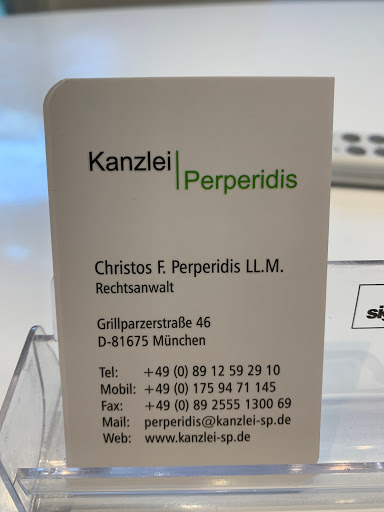 Kanzlei
Perperidis
Christos F. Perperidis LL.M.
Rechtsanwalt
Grillparzerstraße 46
D-81675 München
Tel: +49 (0) 89 12 59 29 10
Mobil: +49 (0) 175 94 71 145
Fax: +49 (0) 89 2555 1300 69
Mail: perperidis@kanzlei-sp.de
Web: www.kanzlei-sp.de